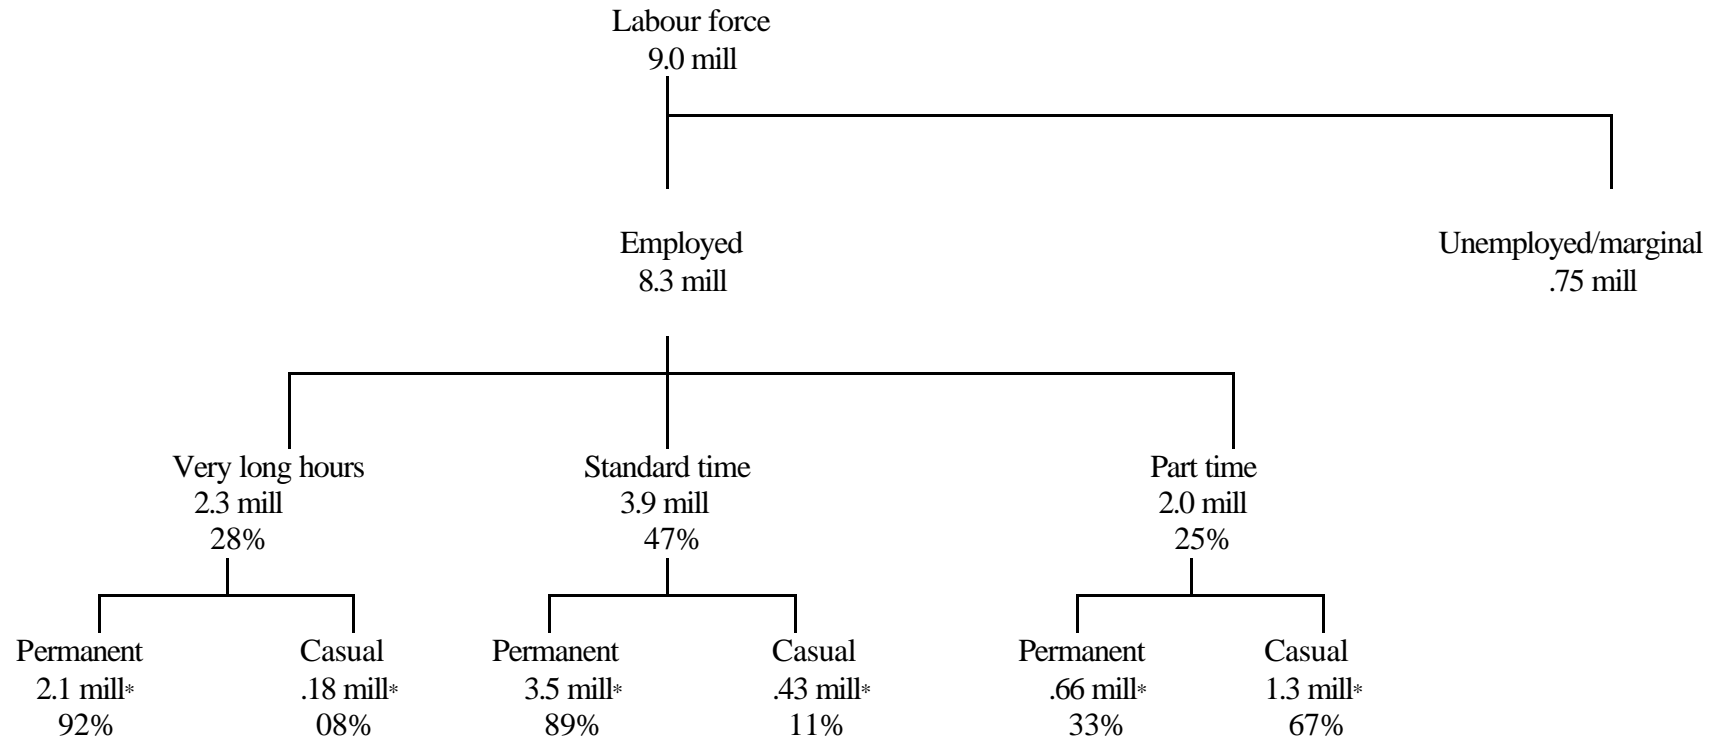 Labour force
9.0 mill
Employed
8.3 mill
Unemployed/marginal
.75 mill
Very long hours
2.3 mill
28%
Standard time
3.9 mill
47%
Part time
2.0 mill
25%
Permanent
2.1 mill*
92%
Casual
.18 mill*
08%
Permanent
3.5 mill*
89%
Casual
.43 mill*
11%
Permanent
.66 mill*
33%
Casual
1.3 mill*
67%